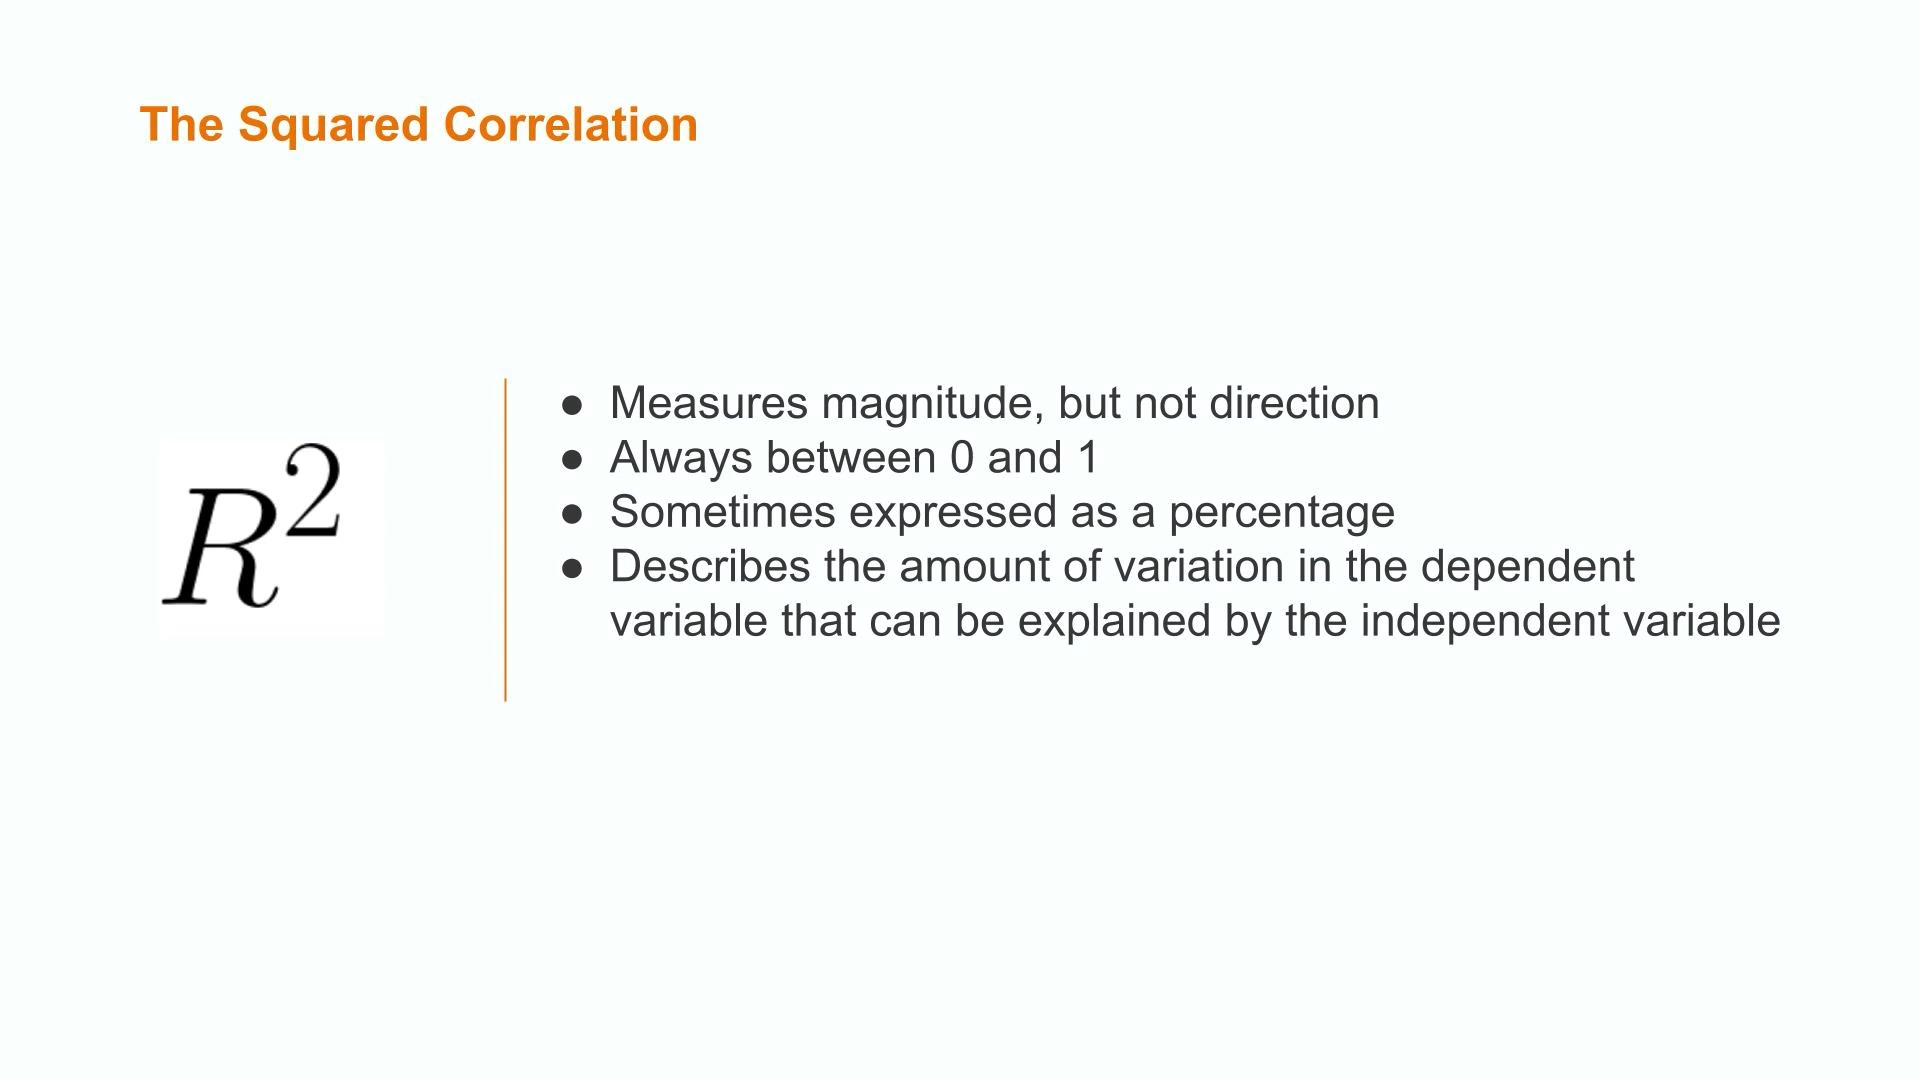 The Squared Correlation
R²
● Measures magnitude, but not direction
● Always between 0 and 1
● Sometimes expressed as a percentage
● Describes the amount of variation in the dependent
variable that can be explained by the independent variable